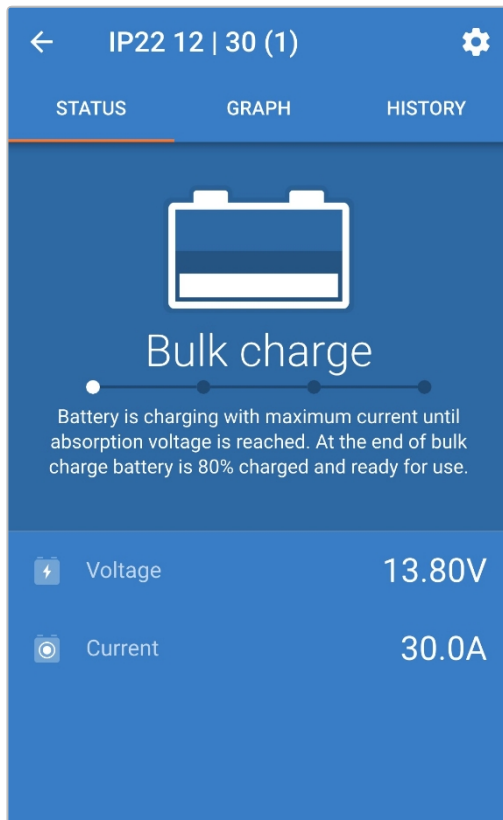 IP22 12 | 30 (1)
STATUS GRAPH HISTORY
Bulk charge
Battery is charging with maximum current until
absorption voltage is reached. At the end of bulk
charge battery is 80% charged and ready for use.
Voltage 13.80V
Current 30.0A